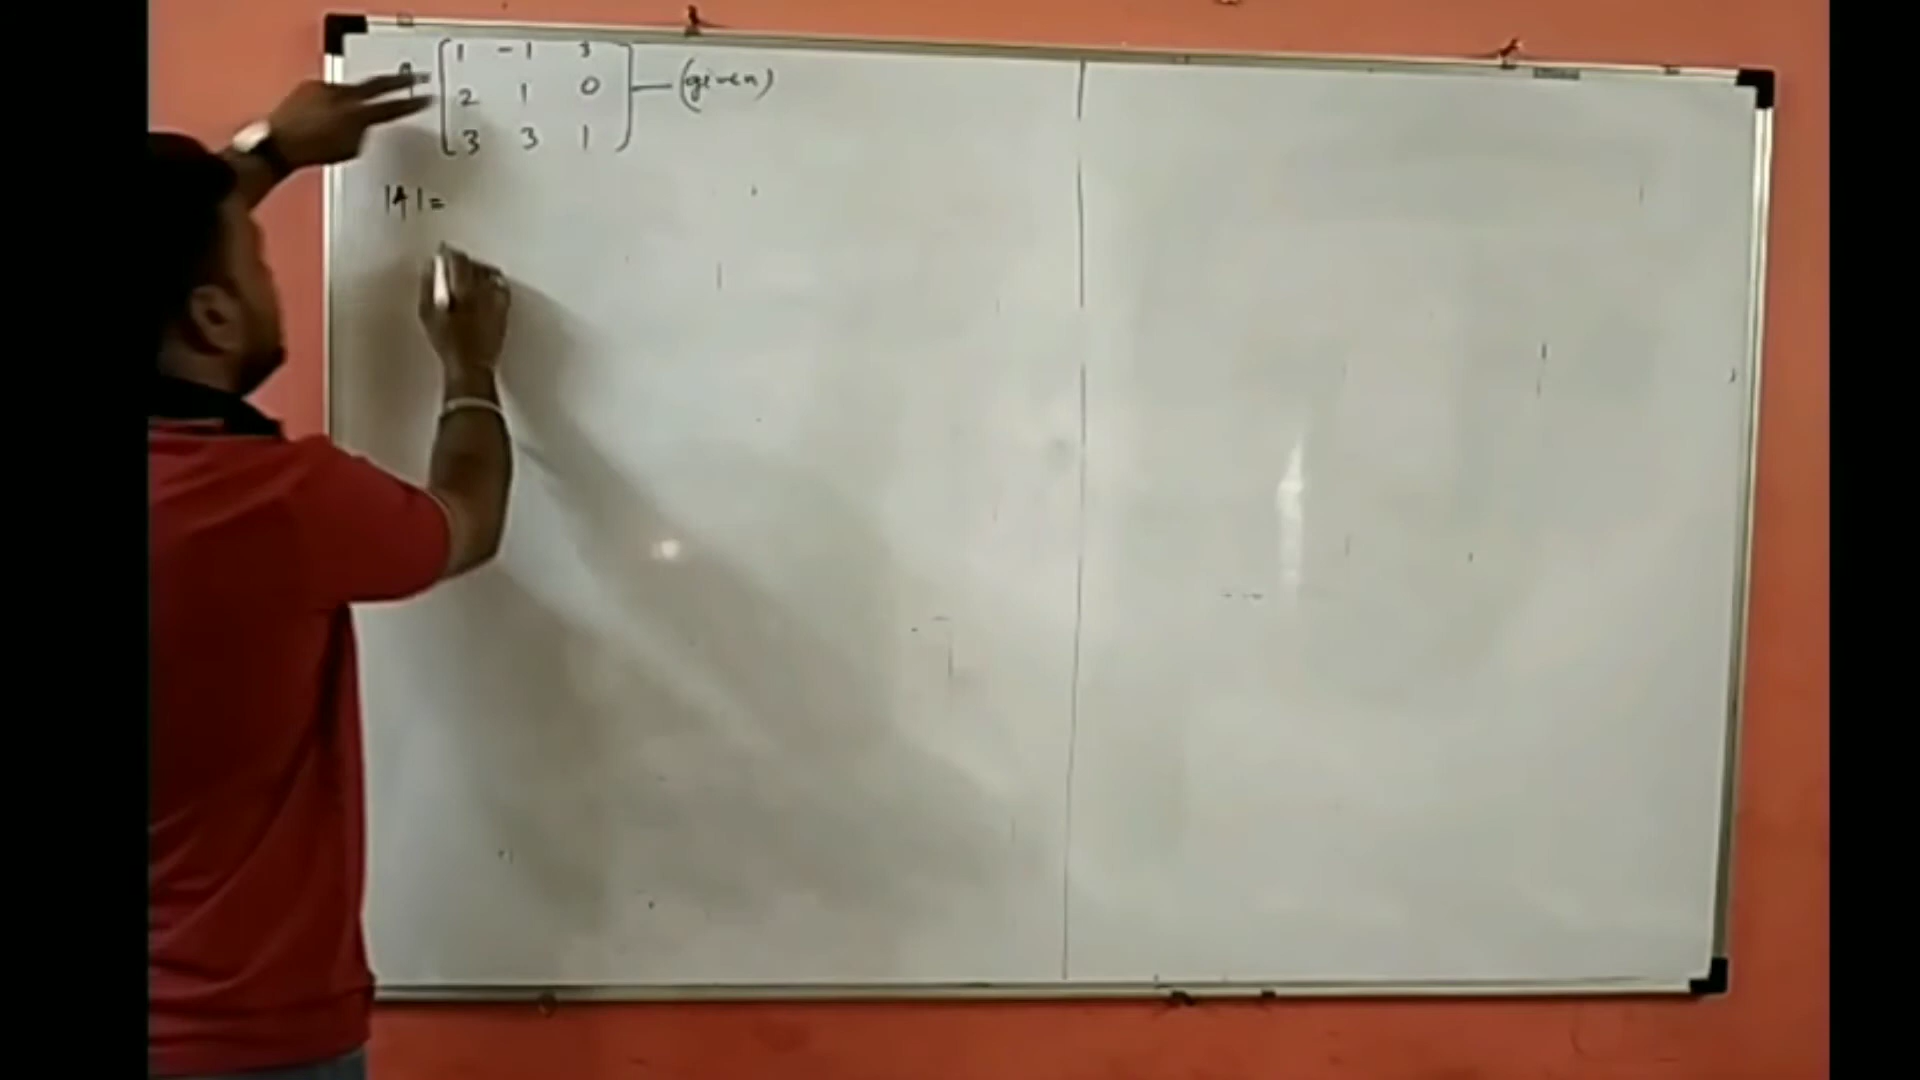 A = [1 -1 3
2 1 0
3 3 1] — (given)
|A| =